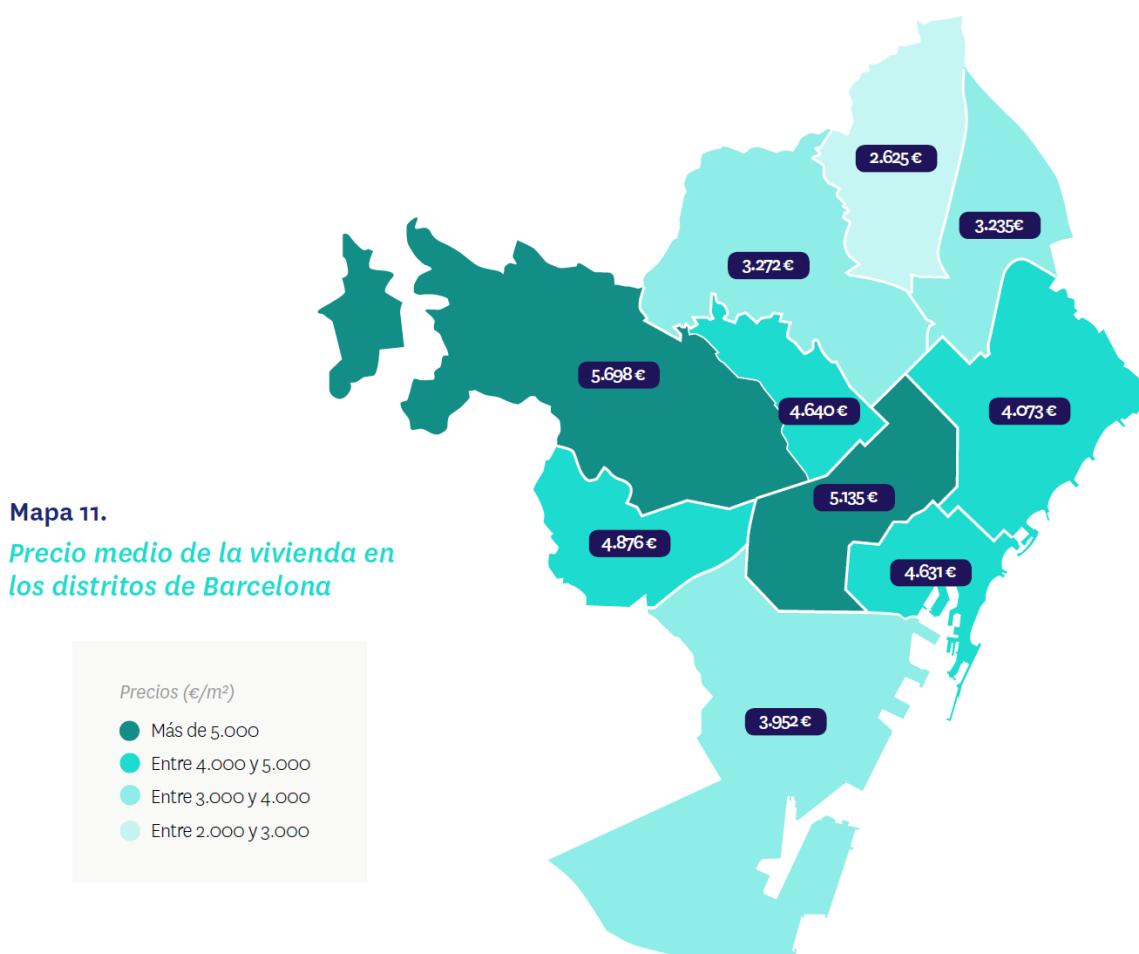 2.625 €
3.235€
3.272 €
5.698 €
4.640 €
4.073 €
5.135 €
4.876 €
4.631 €
3.952 €
Mapa 11.
Precio medio de la vivienda en
los distritos de Barcelona
Precios (€/m²)
Más de 5.000
Entre 4.000 y 5.000
Entre 3.000 y 4.000
Entre 2.000 y 3.000